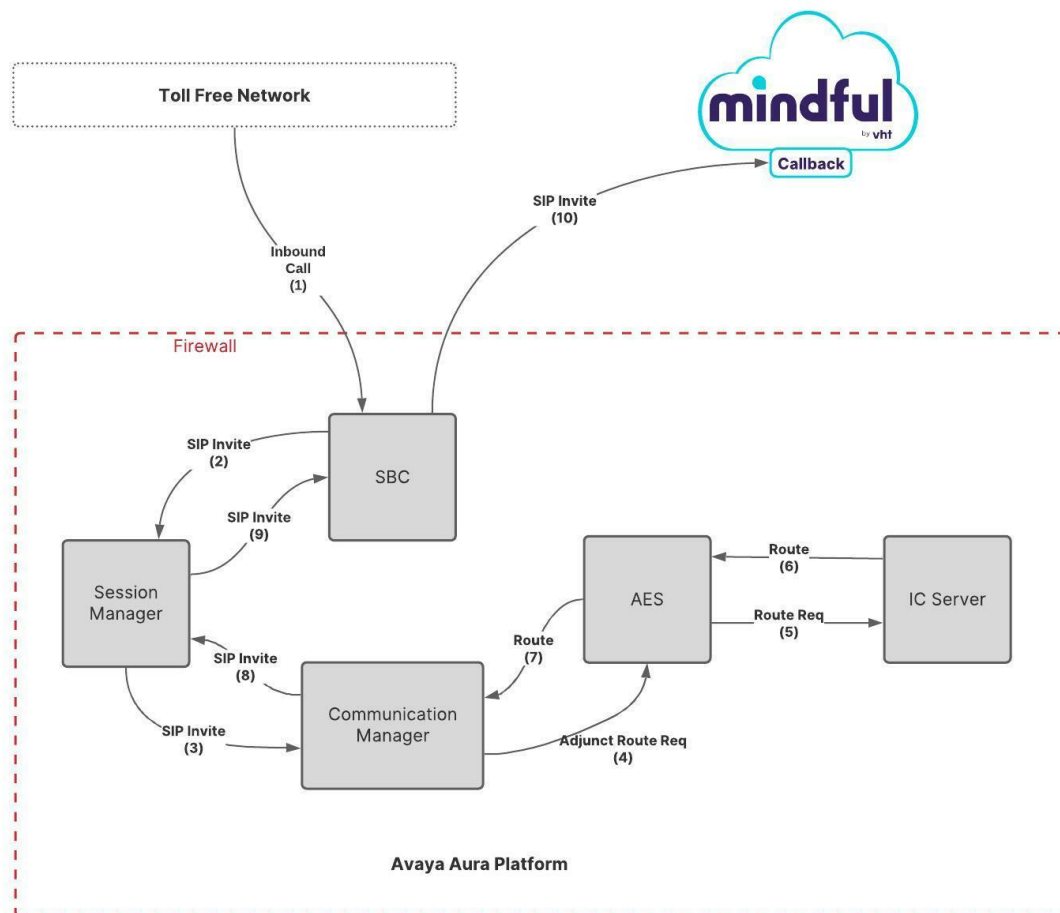 Toll Free Network
mindful
by vht
Callback
SIP Invite
(10)
Inbound
Call
(1)
Firewall
SIP Invite
(2)
SBC
SIP Invite
(9)
Session
Manager
Route
(6)
AES
IC Server
Route Req
(5)
Route
(7)
SIP Invite
(8)
Communication
Manager
SIP Invite
(3)
Adjunct Route Req
(4)
Avaya Aura Platform